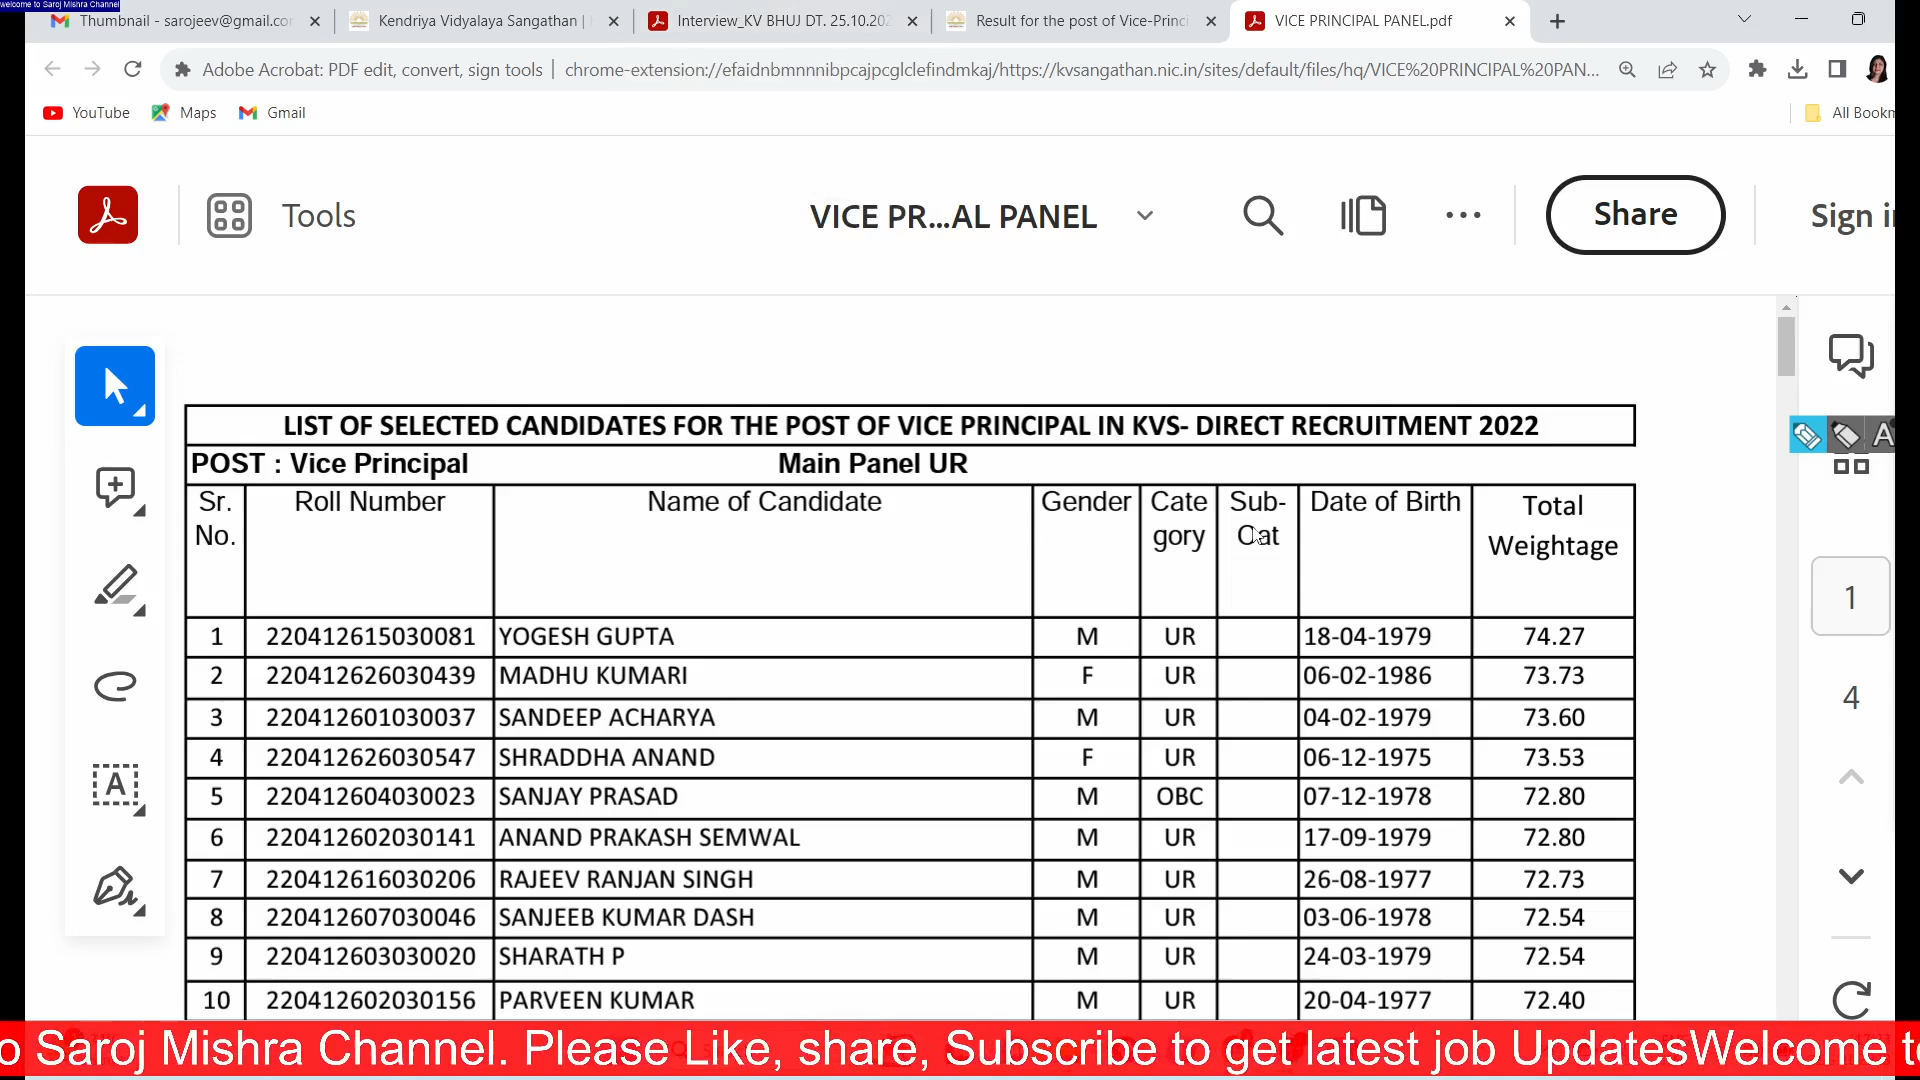 welcome to Saroj Mishra Channel
Thumbnail - sarojeev@gmail.co
Kendriya Vidyalaya Sangathan |
Interview_KV BHUJ DT. 25.10.202
Result for the post of Vice-Princi
VICE PRINCIPAL PANEL.pdf
Adobe Acrobat: PDF edit, convert, sign tools | chrome-extension://efaidnbmnnnibpcajpcglclefindmkaj/https://kvsangathan.nic.in/sites/default/files/hq/VICE%20PRINCIPAL%20PAN...
YouTube Maps Gmail All Bookm
Tools VICE PR...AL PANEL Share Sign i
LIST OF SELECTED CANDIDATES FOR THE POST OF VICE PRINCIPAL IN KVS- DIRECT RECRUITMENT 2022
POST : Vice Principal Main Panel UR
Sr. No. Roll Number Name of Candidate Gender Cate gory Sub- Cat Date of Birth Total Weightage
1 220412615030081 YOGESH GUPTA M UR 18-04-1979 74.27
2 220412626030439 MADHU KUMARI F UR 06-02-1986 73.73
3 220412601030037 SANDEEP ACHARYA M UR 04-02-1979 73.60
4 220412626030547 SHRADDHA ANAND F UR 06-12-1975 73.53
5 220412604030023 SANJAY PRASAD M OBC 07-12-1978 72.80
6 220412602030141 ANAND PRAKASH SEMWAL M UR 17-09-1979 72.80
7 220412616030206 RAJEEV RANJAN SINGH M UR 26-08-1977 72.73
8 220412607030046 SANJEEB KUMAR DASH M UR 03-06-1978 72.54
9 220412603030020 SHARATH P M UR 24-03-1979 72.54
10 220412602030156 PARVEEN KUMAR M UR 20-04-1977 72.40
A
A
1
4
o Saroj Mishra Channel. Please Like, share, Subscribe to get latest job UpdatesWelcome t